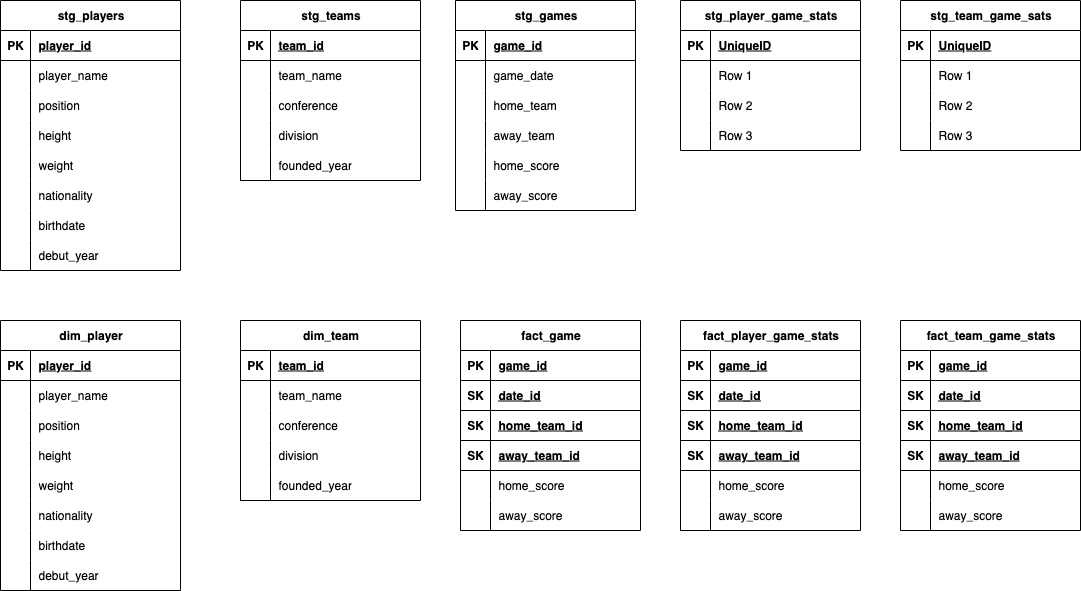 stg_players
PK player_id
player_name
position
height
weight
nationality
birthdate
debut_year
stg_teams
PK team_id
team_name
conference
division
founded_year
stg_games
PK game_id
game_date
home_team
away_team
home_score
away_score
stg_player_game_stats
PK UniqueID
Row 1
Row 2
Row 3
stg_team_game_sats
PK UniqueID
Row 1
Row 2
Row 3
dim_player
PK player_id
player_name
position
height
weight
nationality
birthdate
debut_year
dim_team
PK team_id
team_name
conference
division
founded_year
fact_game
PK game_id
SK date_id
SK home_team_id
SK away_team_id
home_score
away_score
fact_player_game_stats
PK game_id
SK date_id
SK home_team_id
SK away_team_id
home_score
away_score
fact_team_game_stats
PK game_id
SK date_id
SK home_team_id
SK away_team_id
home_score
away_score